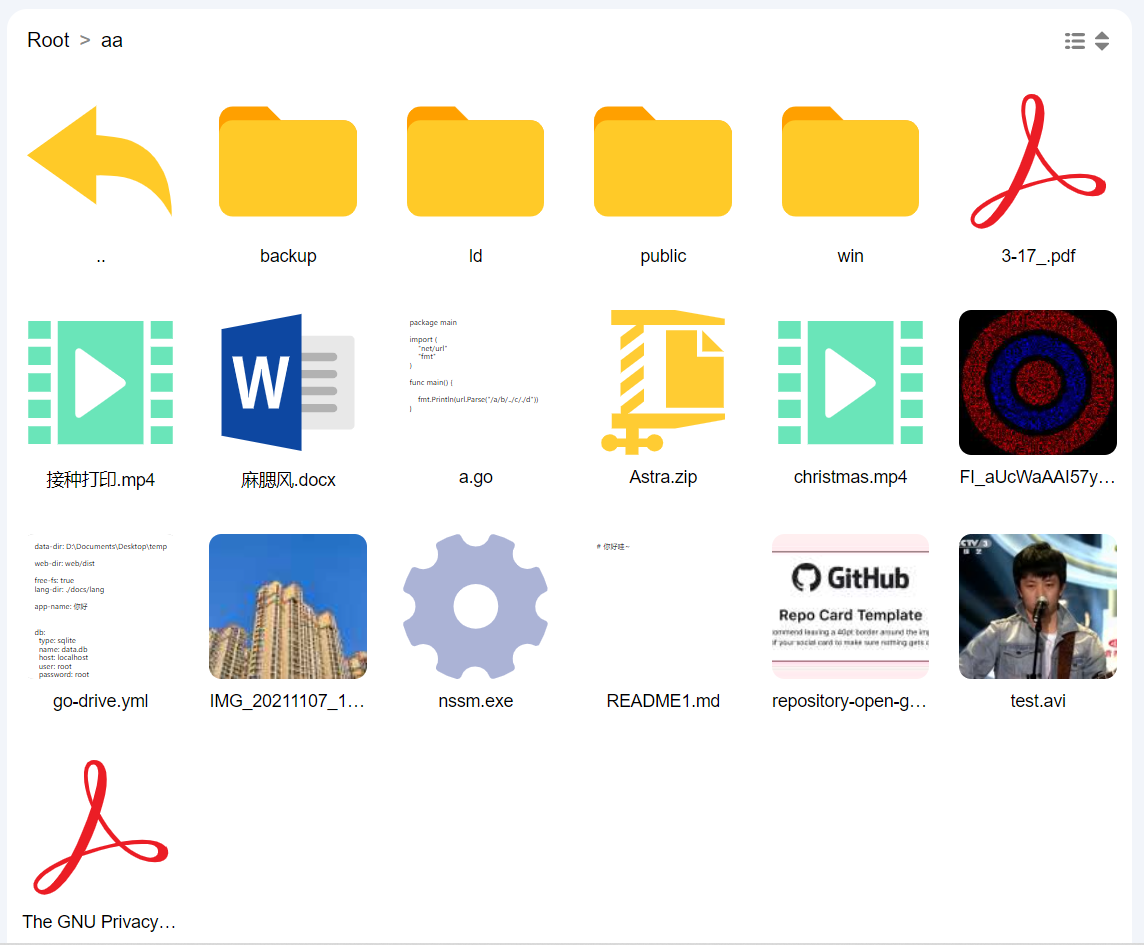 Root > aa
..
backup
ld
public
win
3-17_.pdf
package main
import (
"net/url"
"fmt"
)
func main() {
fmt.Println(url.Parse("/a/b/../c/./d"))
}
接种打印.mp4
麻腮风.docx
a.go
Astra.zip
christmas.mp4
FI_aUcWaAAI57y…
data-dir: D:\Documents\Desktop\temp
web-dir: web/dist
free-fs: true
lang-dir: ./docs/lang
app-name: 你好
db:
type: sqlite
name: data.db
host: localhost
user: root
password: root
# 你好哇~
GitHub
Repo Card Template
ommend leaving a 40pt border around the im
if your social card to make sure nothing gets c
CTV 3
综艺
go-drive.yml
IMG_20211107_1…
nssm.exe
README1.md
repository-open-g…
test.avi
The GNU Privacy…